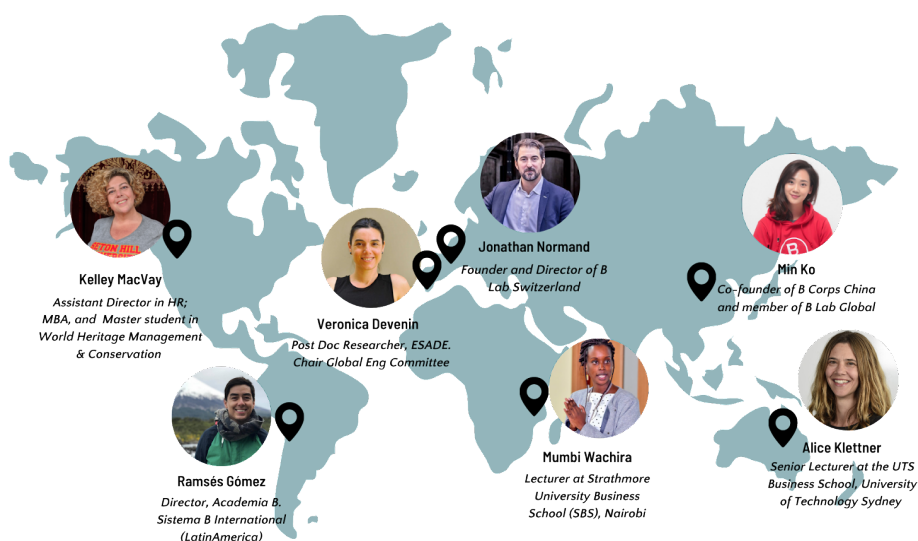 Kelley MacVay
Assistant Director in HR;
MBA, and Master student in
World Heritage Management
& Conservation
Veronica Devenin
Post Doc Researcher, ESADE.
Chair Global Eng Committee
Jonathan Normand
Founder and Director of B
Lab Switzerland
Min Ko
Co-founder of B Corps China
and member of B Lab Global
Ramsés Gómez
Director, Academia B.
Sistema B International
(LatinAmerica)
Mumbi Wachira
Lecturer at Strathmore
University Business
School (SBS), Nairobi
Alice Klettner
Senior Lecturer at the UTS
Business School, University
of Technology Sydney
ETON HILL
B